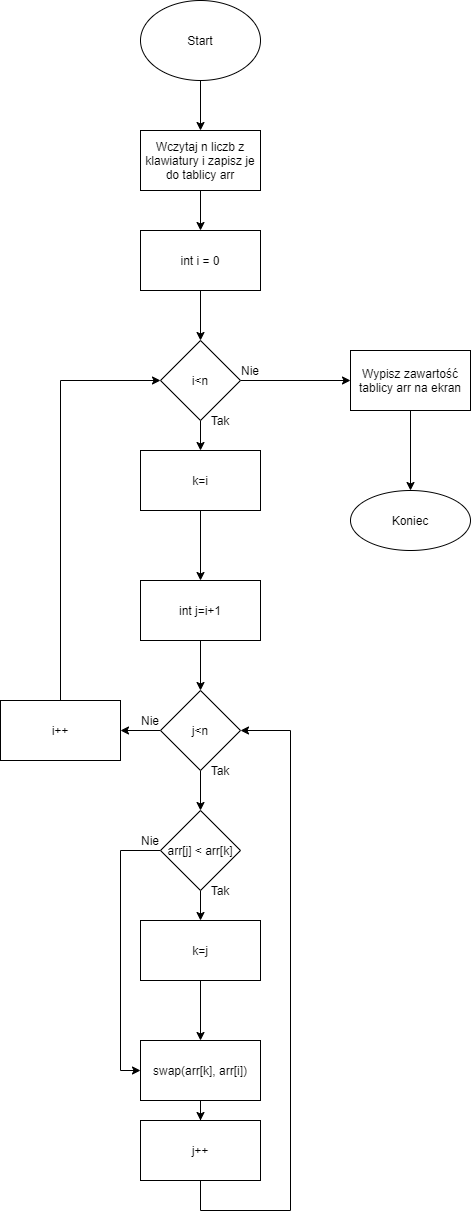 Start
Wczytaj n liczb z
klawiatury i zapisz je
do tablicy arr
int i = 0
i<n
Nie
Wypisz zawartość
tablicy arr na ekran
Tak
k=i
Koniec
int j=i+1
j<n
Nie
i++
Tak
arr[j] < arr[k]
Nie
Tak
k=j
swap(arr[k], arr[i])
j++